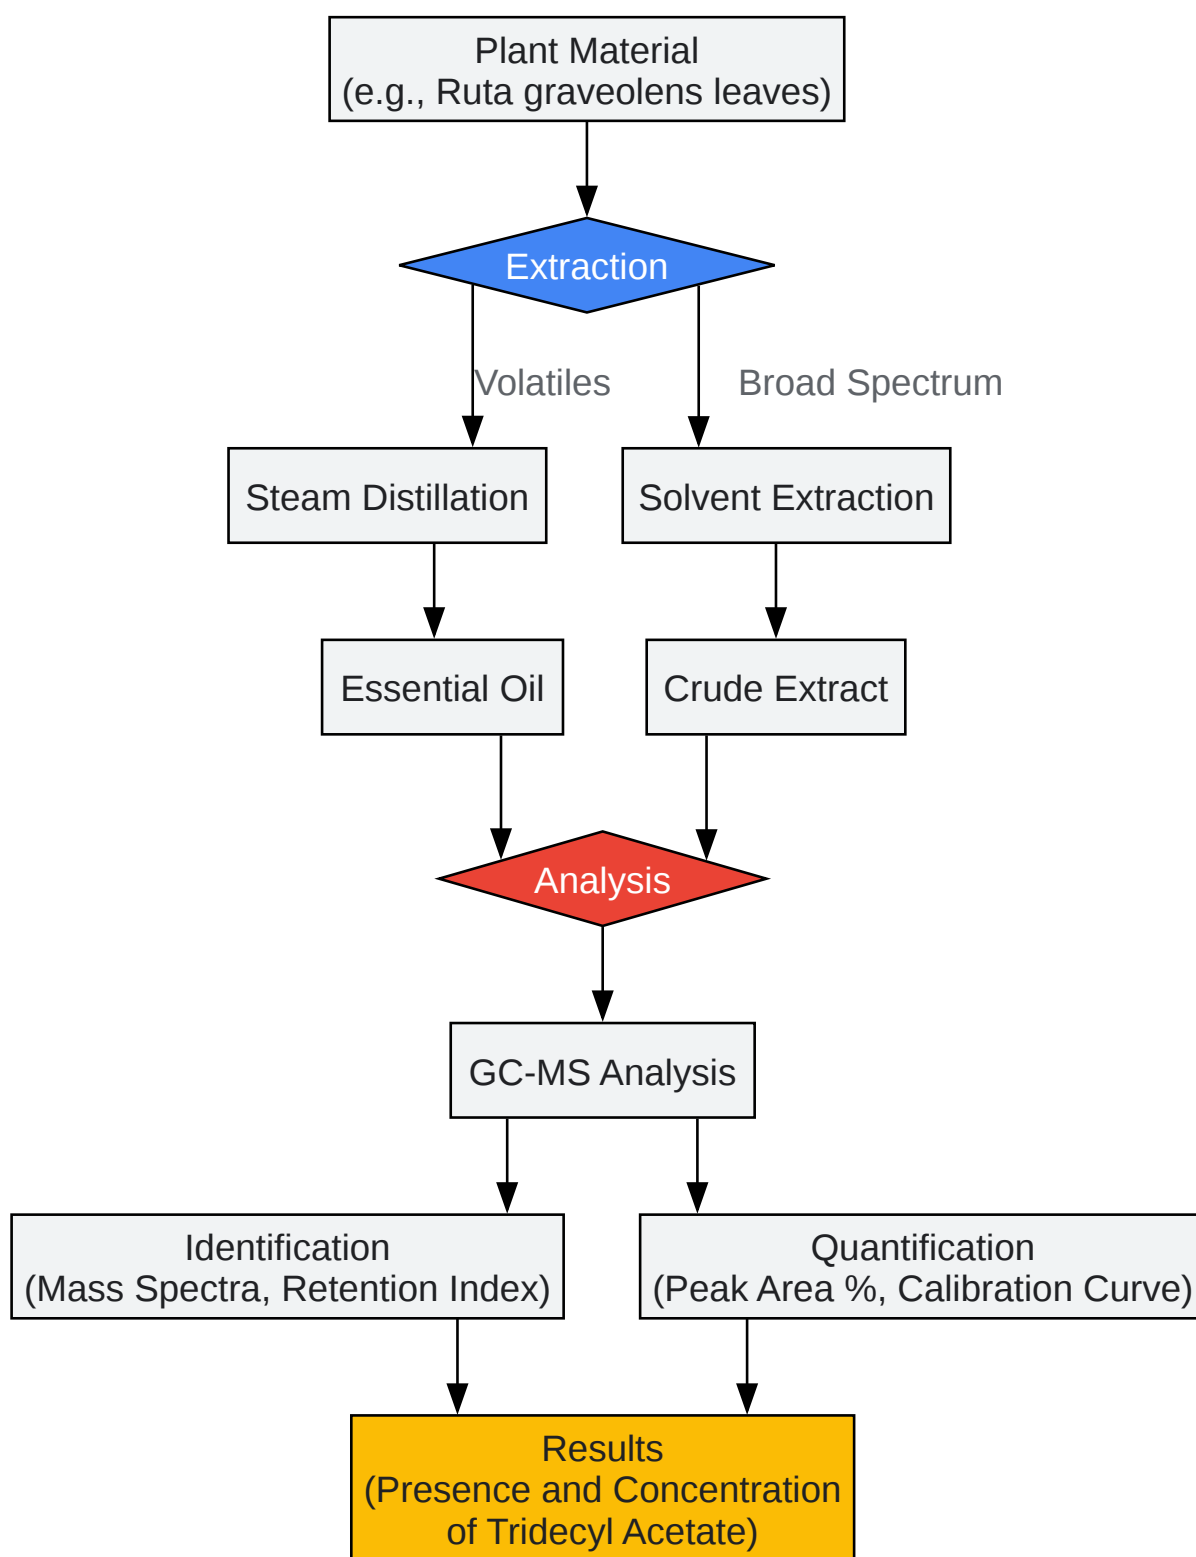 Plant Material
(e.g., Ruta graveolens leaves)
Extraction
Volatiles
Broad Spectrum
Steam Distillation
Solvent Extraction
Essential Oil
Crude Extract
Analysis
GC-MS Analysis
Identification
(Mass Spectra, Retention Index)
Quantification
(Peak Area %, Calibration Curve)
Results
(Presence and Concentration
of Tridecyl Acetate)